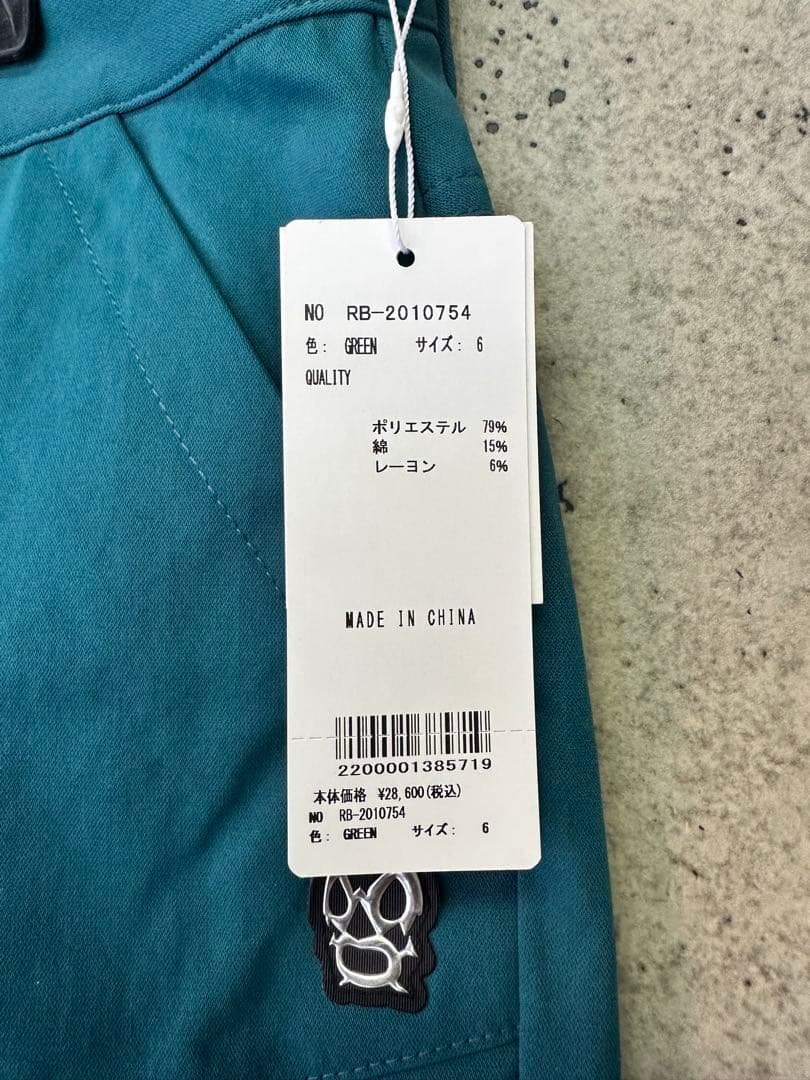 NO RB-2010754
色： GREEN サイズ： 6
QUALITY
ポリエステル 79%
綿 15%
レーヨン 6%
MADE IN CHINA
2200001385719
本体価格 ¥28,600(税込)
NO RB-2010754
色： GREEN サイズ： 6